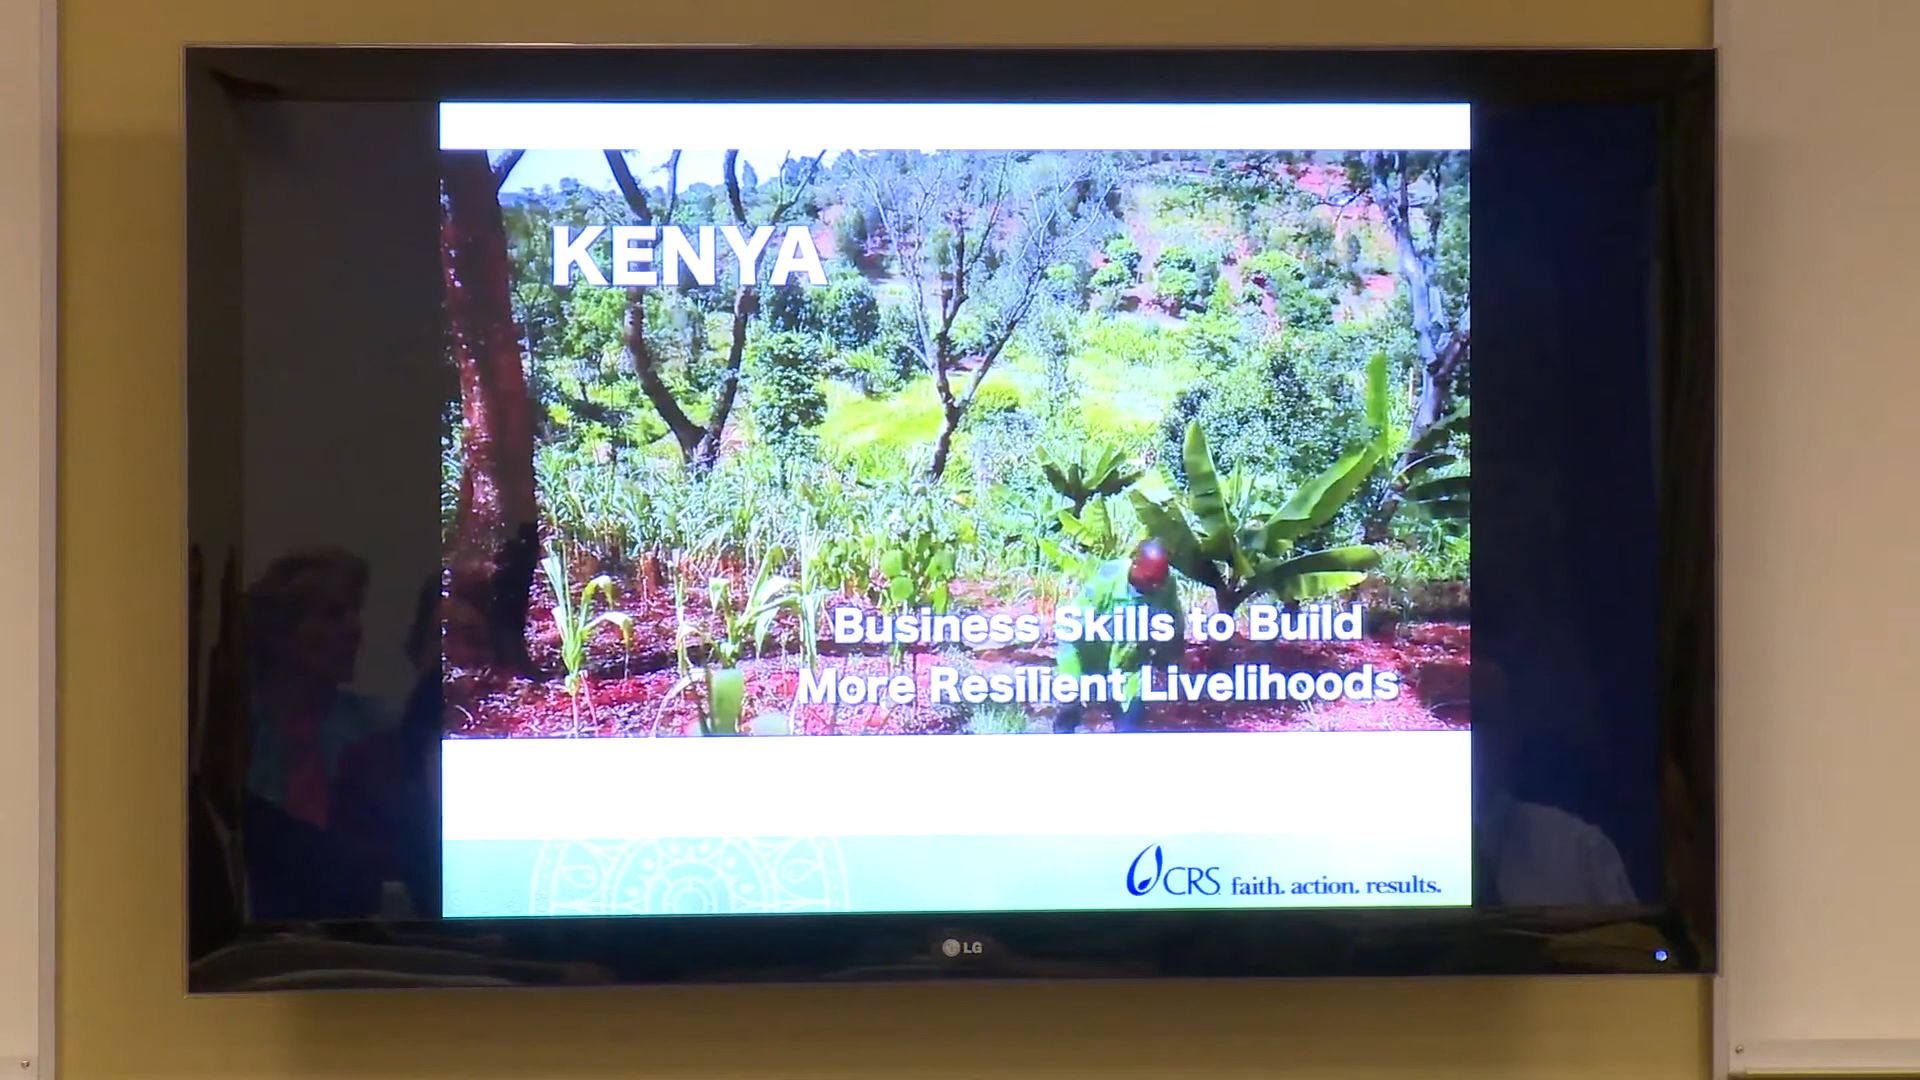 KENYA
Business Skills to Build
More Resilient Livelihoods
CRS faith. action. results.
LG